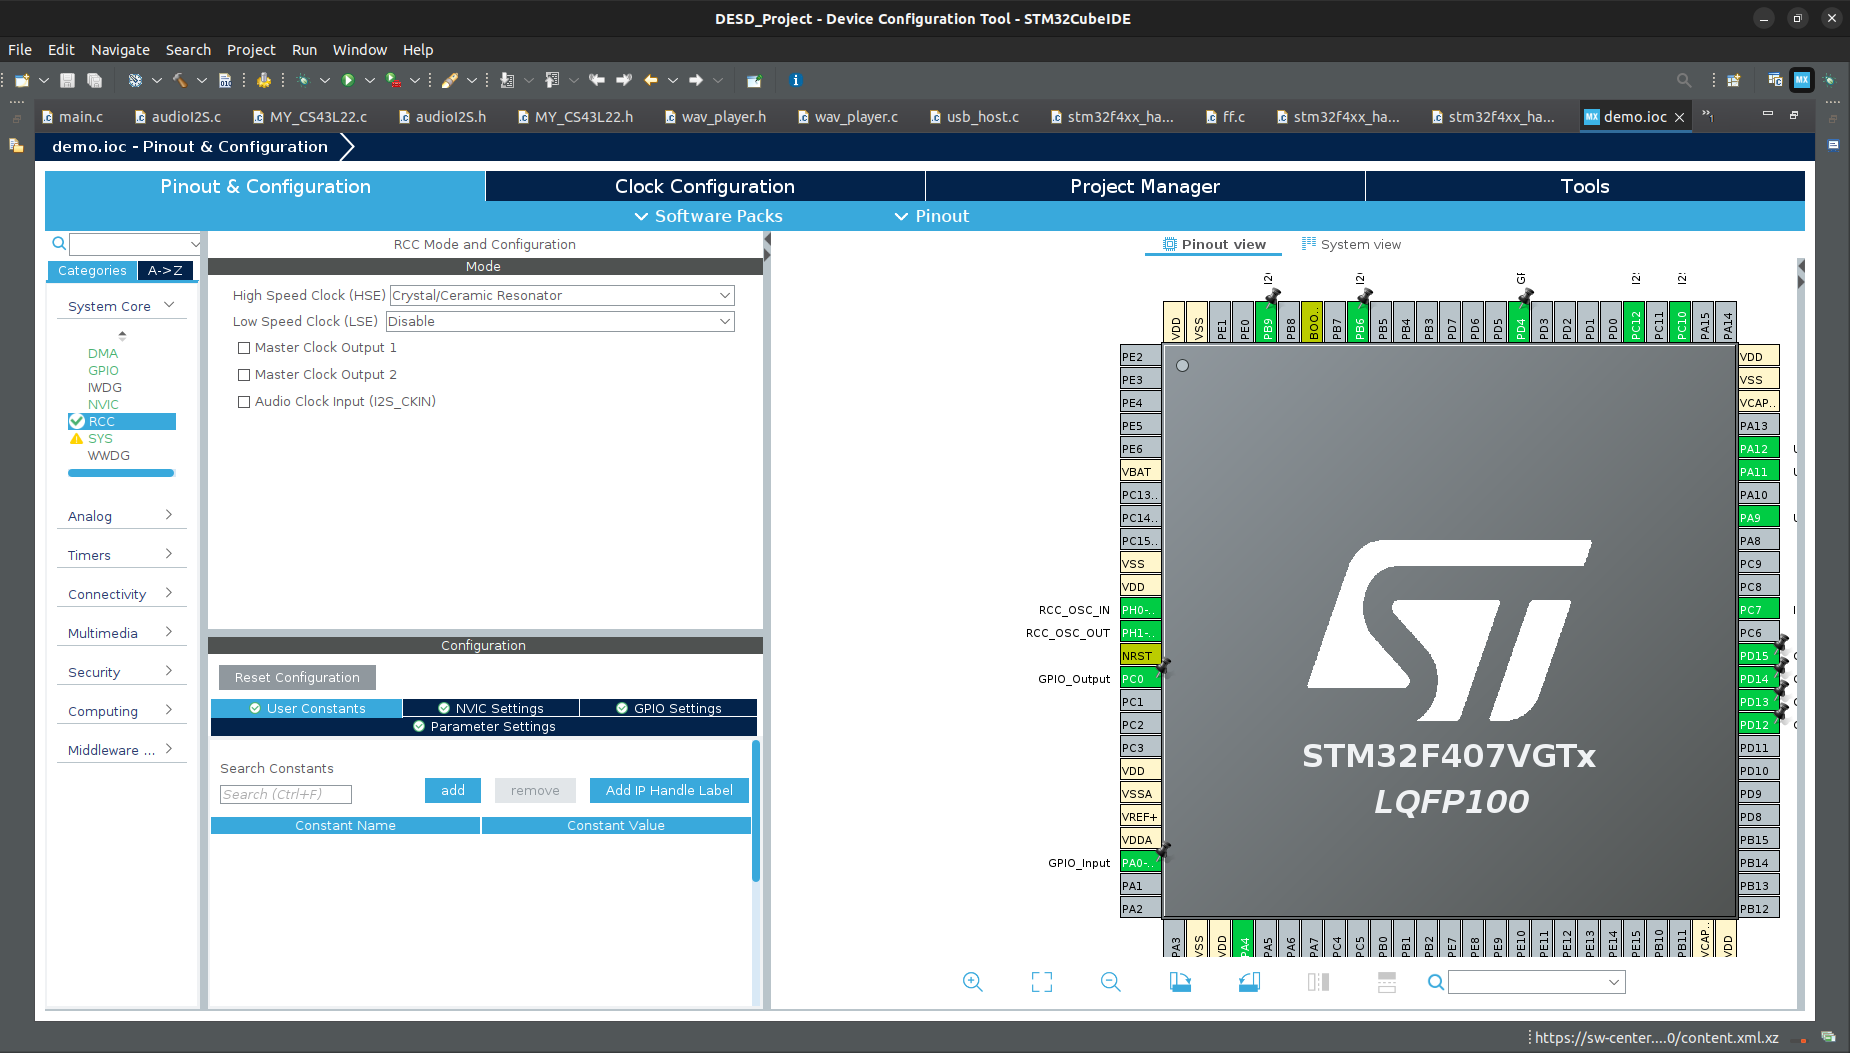 DESD_Project - Device Configuration Tool - STM32CubeIDE
File Edit Navigate Search Project Run Window Help
main.c audioI2S.c MY_CS43L22.c audioI2S.h MY_CS43L22.h wav_player.h wav_player.c usb_host.c stm32f4xx_ha... ff.c stm32f4xx_ha... stm32f4xx_ha... MX demo.ioc
demo.ioc - Pinout & Configuration
Pinout & Configuration Clock Configuration Project Manager Tools
Software Packs Pinout
Categories A->Z
System Core
DMA
GPIO
IWDG
NVIC
RCC
SYS
WWDG
Analog
Timers
Connectivity
Multimedia
Security
Computing
Middleware ...
RCC Mode and Configuration
Mode
High Speed Clock (HSE) Crystal/Ceramic Resonator
Low Speed Clock (LSE) Disable
Master Clock Output 1
Master Clock Output 2
Audio Clock Input (I2S_CKIN)
Configuration
Reset Configuration
User Constants NVIC Settings GPIO Settings
Parameter Settings
Search Constants
Search (Ctrl+F) add remove Add IP Handle Label
Constant Name Constant Value
Pinout view System view
VDD VSS PE1 PE0 PB9 PB8 BOO.. PB7 PB6 PB5 PB4 PB3 PD7 PD6 PD5 PD4 PD3 PD2 PD1 PD0 PC12 PC11 PC10 PA15 PA14
PE2
PE3
PE4
PE5
PE6
VBAT
PC13..
PC14..
PC15..
VSS
VDD
RCC_OSC_IN PH0-..
RCC_OSC_OUT PH1-..
NRST
GPIO_Output PC0
PC1
PC2
PC3
VDD
VSSA
VREF+
VDDA
GPIO_Input PA0-..
PA1
PA2
ST
STM32F407VGTx
LQFP100
VDD
VSS
VCAP..
PA13
PA12
PA11
PA10
PA9
PA8
PC9
PC8
PC7
PC6
PD15
PD14
PD13
PD12
PD11
PD10
PD9
PD8
PB15
PB14
PB13
PB12
PA3 VSS VDD PA4 PA5 PA6 PA7 PC4 PC5 PB0 PB1 PB2 PE7 PE8 PE9 PE10 PE11 PE12 PE13 PE14 PE15 PB10 PB11 VCAP.. VDD
https://sw-center....0/content.xml.xz